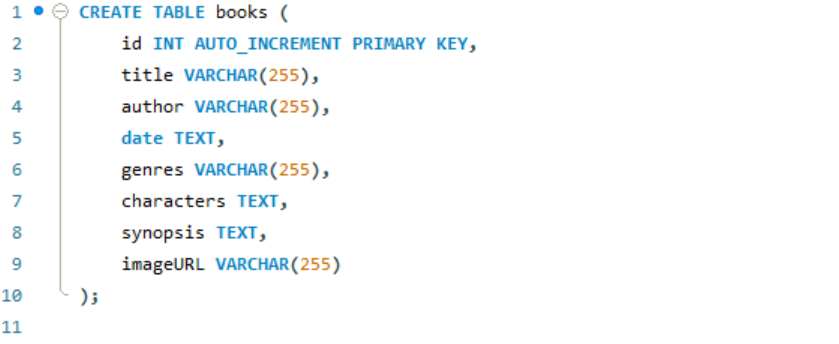 1 CREATE TABLE books (
2     id INT AUTO_INCREMENT PRIMARY KEY,
3     title VARCHAR(255),
4     author VARCHAR(255),
5     date TEXT,
6     genres VARCHAR(255),
7     characters TEXT,
8     synopsis TEXT,
9     imageURL VARCHAR(255)
10 );
11